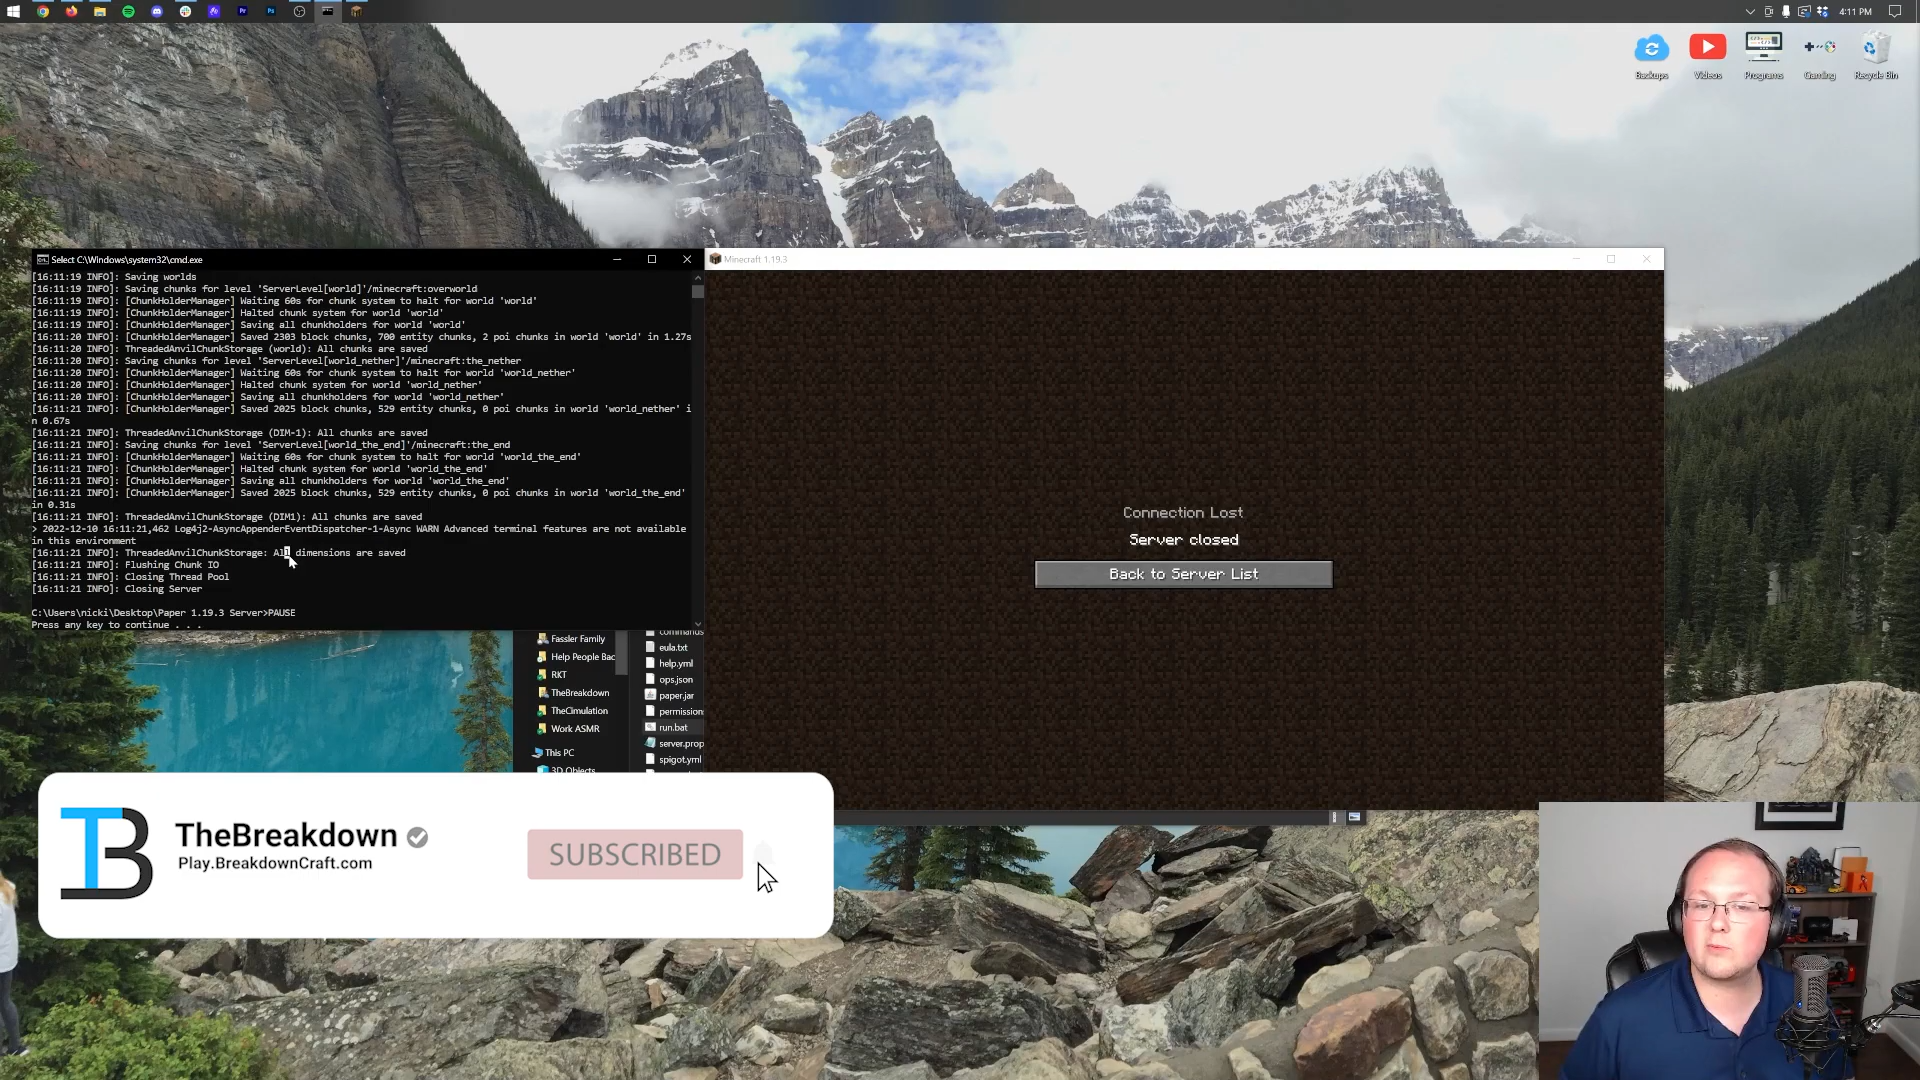 4:11 PM
Backups
Videos
Programs
Gaming
Recycle Bin
Select C:\Windows\system32\cmd.exe
[16:11:19 INFO]: Saving worlds
[16:11:19 INFO]: Saving chunks for level 'ServerLevel[world]'/minecraft:overworld
[16:11:19 INFO]: [ChunkHolderManager] Waiting 60s for chunk system to halt for world 'world'
[16:11:19 INFO]: [ChunkHolderManager] Halted chunk system for world 'world'
[16:11:19 INFO]: [ChunkHolderManager] Saving all chunkholders for world 'world'
[16:11:20 INFO]: [ChunkHolderManager] Saved 2303 block chunks, 700 entity chunks, 2 poi chunks in world 'world' in 1.27s
[16:11:20 INFO]: ThreadedAnvilChunkStorage (world): All chunks are saved
[16:11:20 INFO]: Saving chunks for level 'ServerLevel[world_nether]'/minecraft:the_nether
[16:11:20 INFO]: [ChunkHolderManager] Waiting 60s for chunk system to halt for world 'world_nether'
[16:11:20 INFO]: [ChunkHolderManager] Halted chunk system for world 'world_nether'
[16:11:20 INFO]: [ChunkHolderManager] Saving all chunkholders for world 'world_nether'
[16:11:21 INFO]: [ChunkHolderManager] Saved 2025 block chunks, 529 entity chunks, 0 poi chunks in world 'world_nether' i
n 0.67s
[16:11:21 INFO]: ThreadedAnvilChunkStorage (DIM-1): All chunks are saved
[16:11:21 INFO]: Saving chunks for level 'ServerLevel[world_the_end]'/minecraft:the_end
[16:11:21 INFO]: [ChunkHolderManager] Waiting 60s for chunk system to halt for world 'world_the_end'
[16:11:21 INFO]: [ChunkHolderManager] Halted chunk system for world 'world_the_end'
[16:11:21 INFO]: [ChunkHolderManager] Saving all chunkholders for world 'world_the_end'
[16:11:21 INFO]: [ChunkHolderManager] Saved 2025 block chunks, 529 entity chunks, 0 poi chunks in world 'world_the_end'
in 0.31s
[16:11:21 INFO]: ThreadedAnvilChunkStorage (DIM1): All chunks are saved
> 2022-12-10 16:11:21,462 Log4j2-AsyncAppenderEventDispatcher-1-Async WARN Advanced terminal features are not available
in this environment
[16:11:21 INFO]: ThreadedAnvilChunkStorage: All dimensions are saved
[16:11:21 INFO]: Flushing Chunk IO
[16:11:21 INFO]: Closing Thread Pool
[16:11:21 INFO]: Closing Server
C:\Users\nicki\Desktop\Paper 1.19.3 Server>PAUSE
Press any key to continue . . .
Minecraft 1.19.3
Connection Lost
Server closed
Back to Server List
Fassler Family
Help People Bac
RKT
TheBreakdown
TheCimulation
Work ASMR
This PC
3D Objects
commands
eula.txt
help.yml
ops.json
paper.jar
permission
run.bat
server.prop
spigot.yml
TB
TheBreakdown
Play.BreakdownCraft.com
SUBSCRIBED